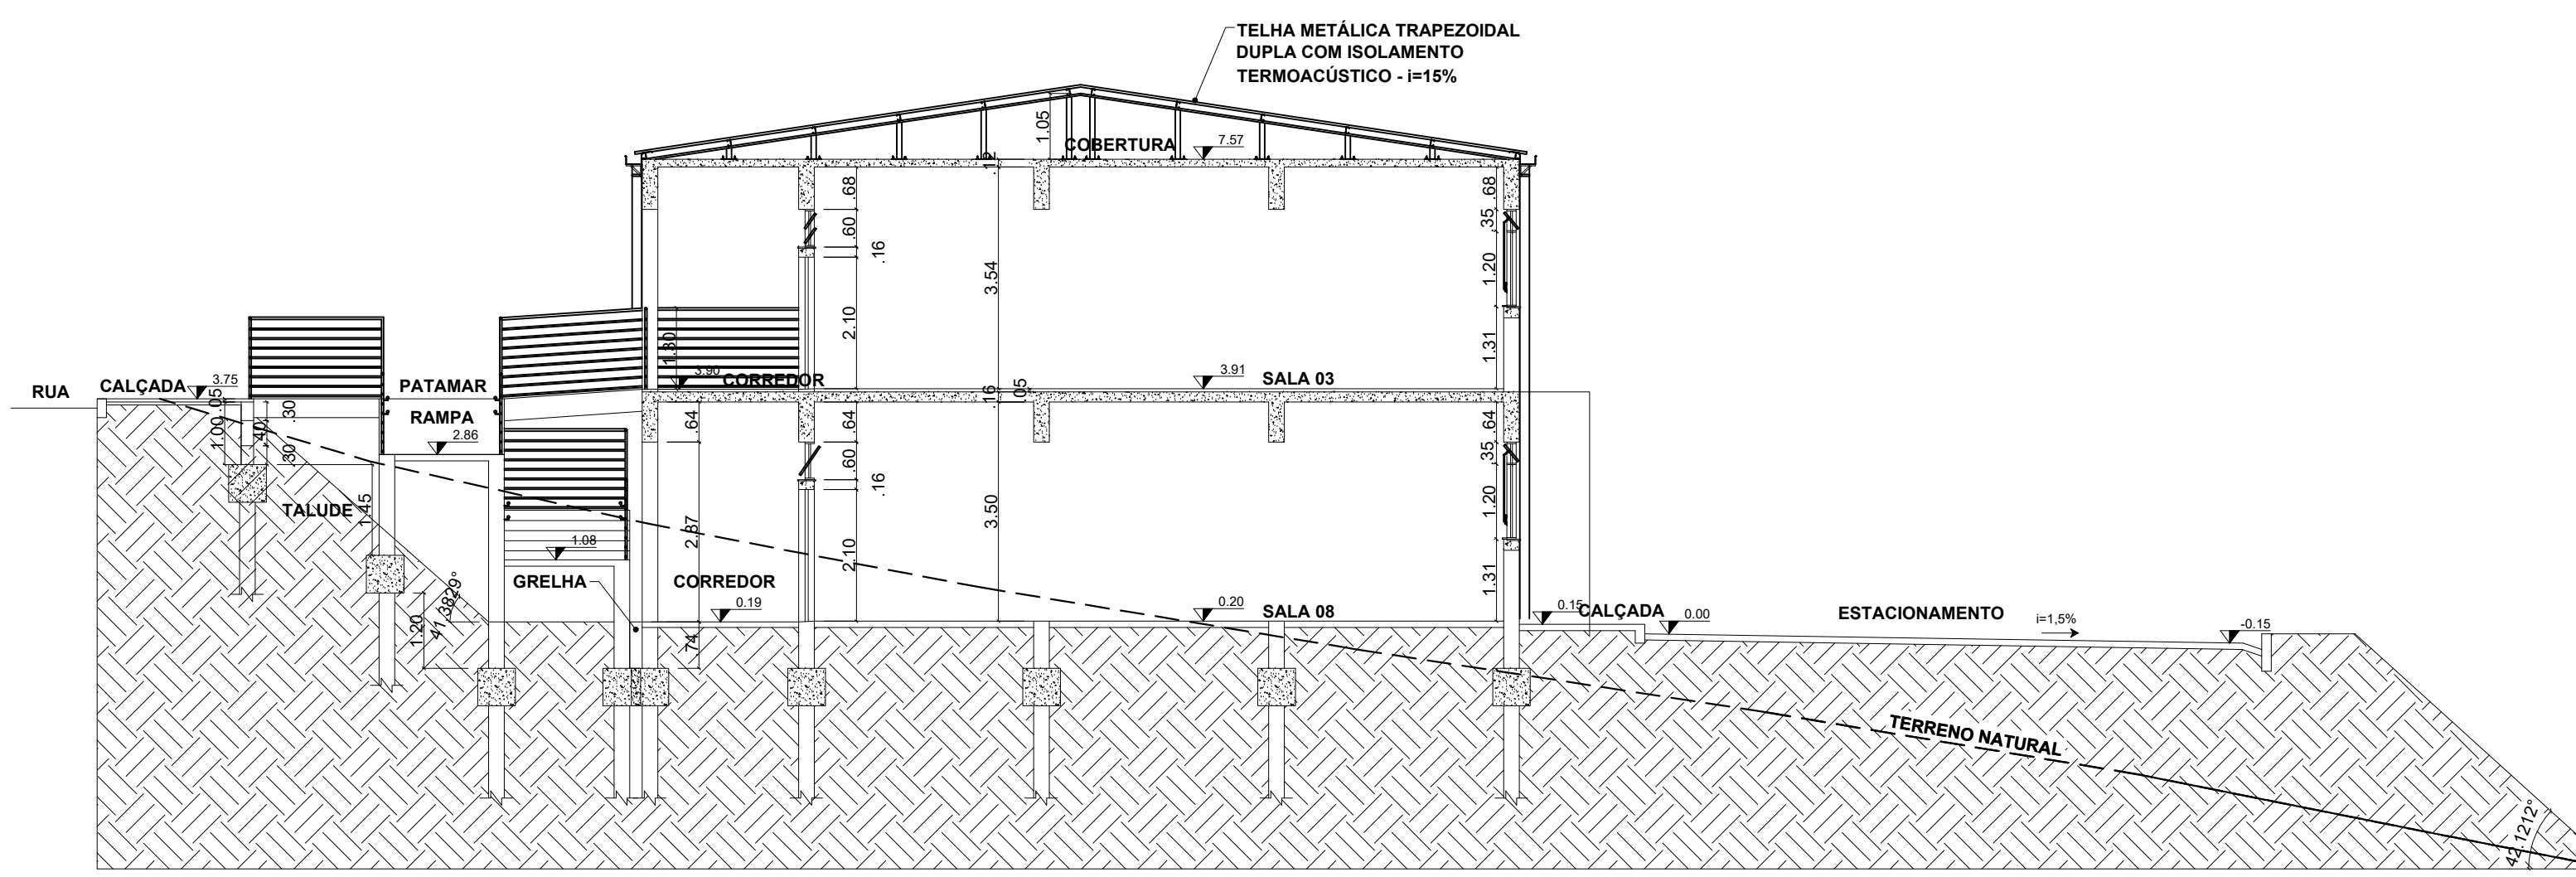 TELHA METÁLICA TRAPEZOIDAL
DUPLA COM ISOLAMENTO
TERMOACÚSTICO - i=15%
1.05
COBERTURA
7.57
.12
.68
.60
.16
2.10
3.54
.68
.35
1.20
1.31
1.30
RUA
CALÇADA
3.75
PATAMAR
RAMPA
2.86
3.90
CORREDOR
3.91
SALA 03
.16
.05
.05
1.00
.30
.40
.30
TALUDE
1.45
.64
2.87
.64
.60
.16
2.10
3.50
.64
.35
1.20
1.31
1.08
GRELHA
CORREDOR
0.19
0.20
SALA 08
0.15
CALÇADA
0.00
ESTACIONAMENTO
i=1,5%
-0.15
41.3829°
1.20
.74
TERRENO NATURAL
42.1212°